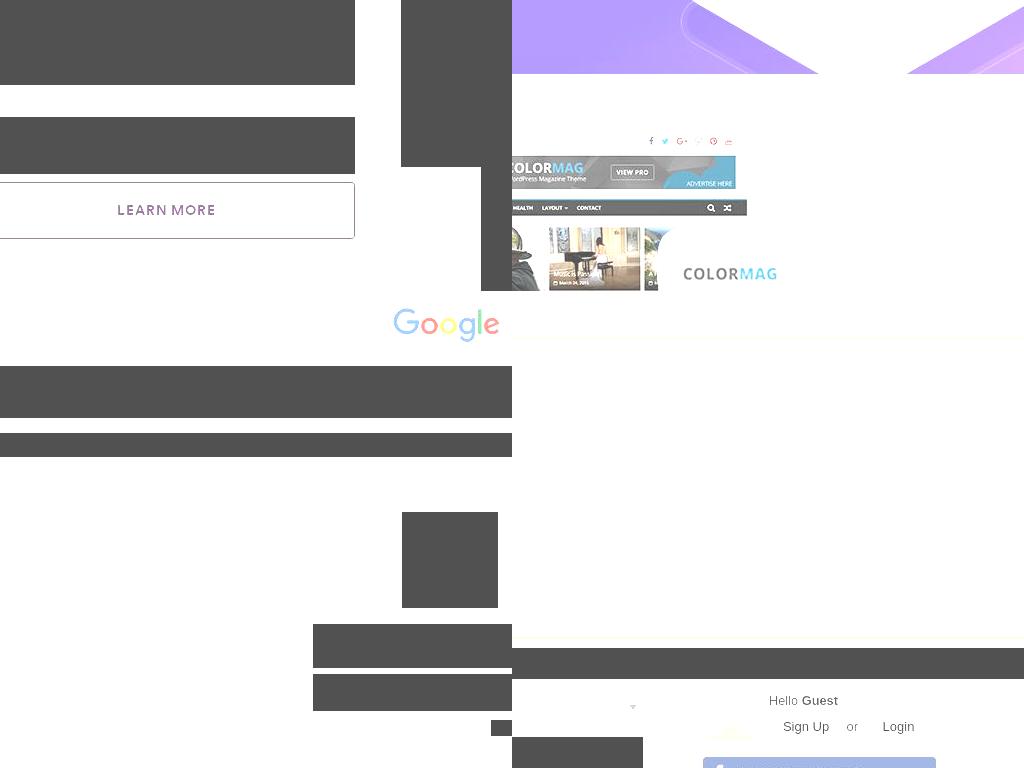 LEARN MORE
Google
COLORMAG
WordPress Magazine Theme
VIEW PRO
ADVERTISE HERE
HEALTH LAYOUT CONTACT
Music is Passion
March 24, 2015
COLORMAG
Hello Guest
Sign Up or Login